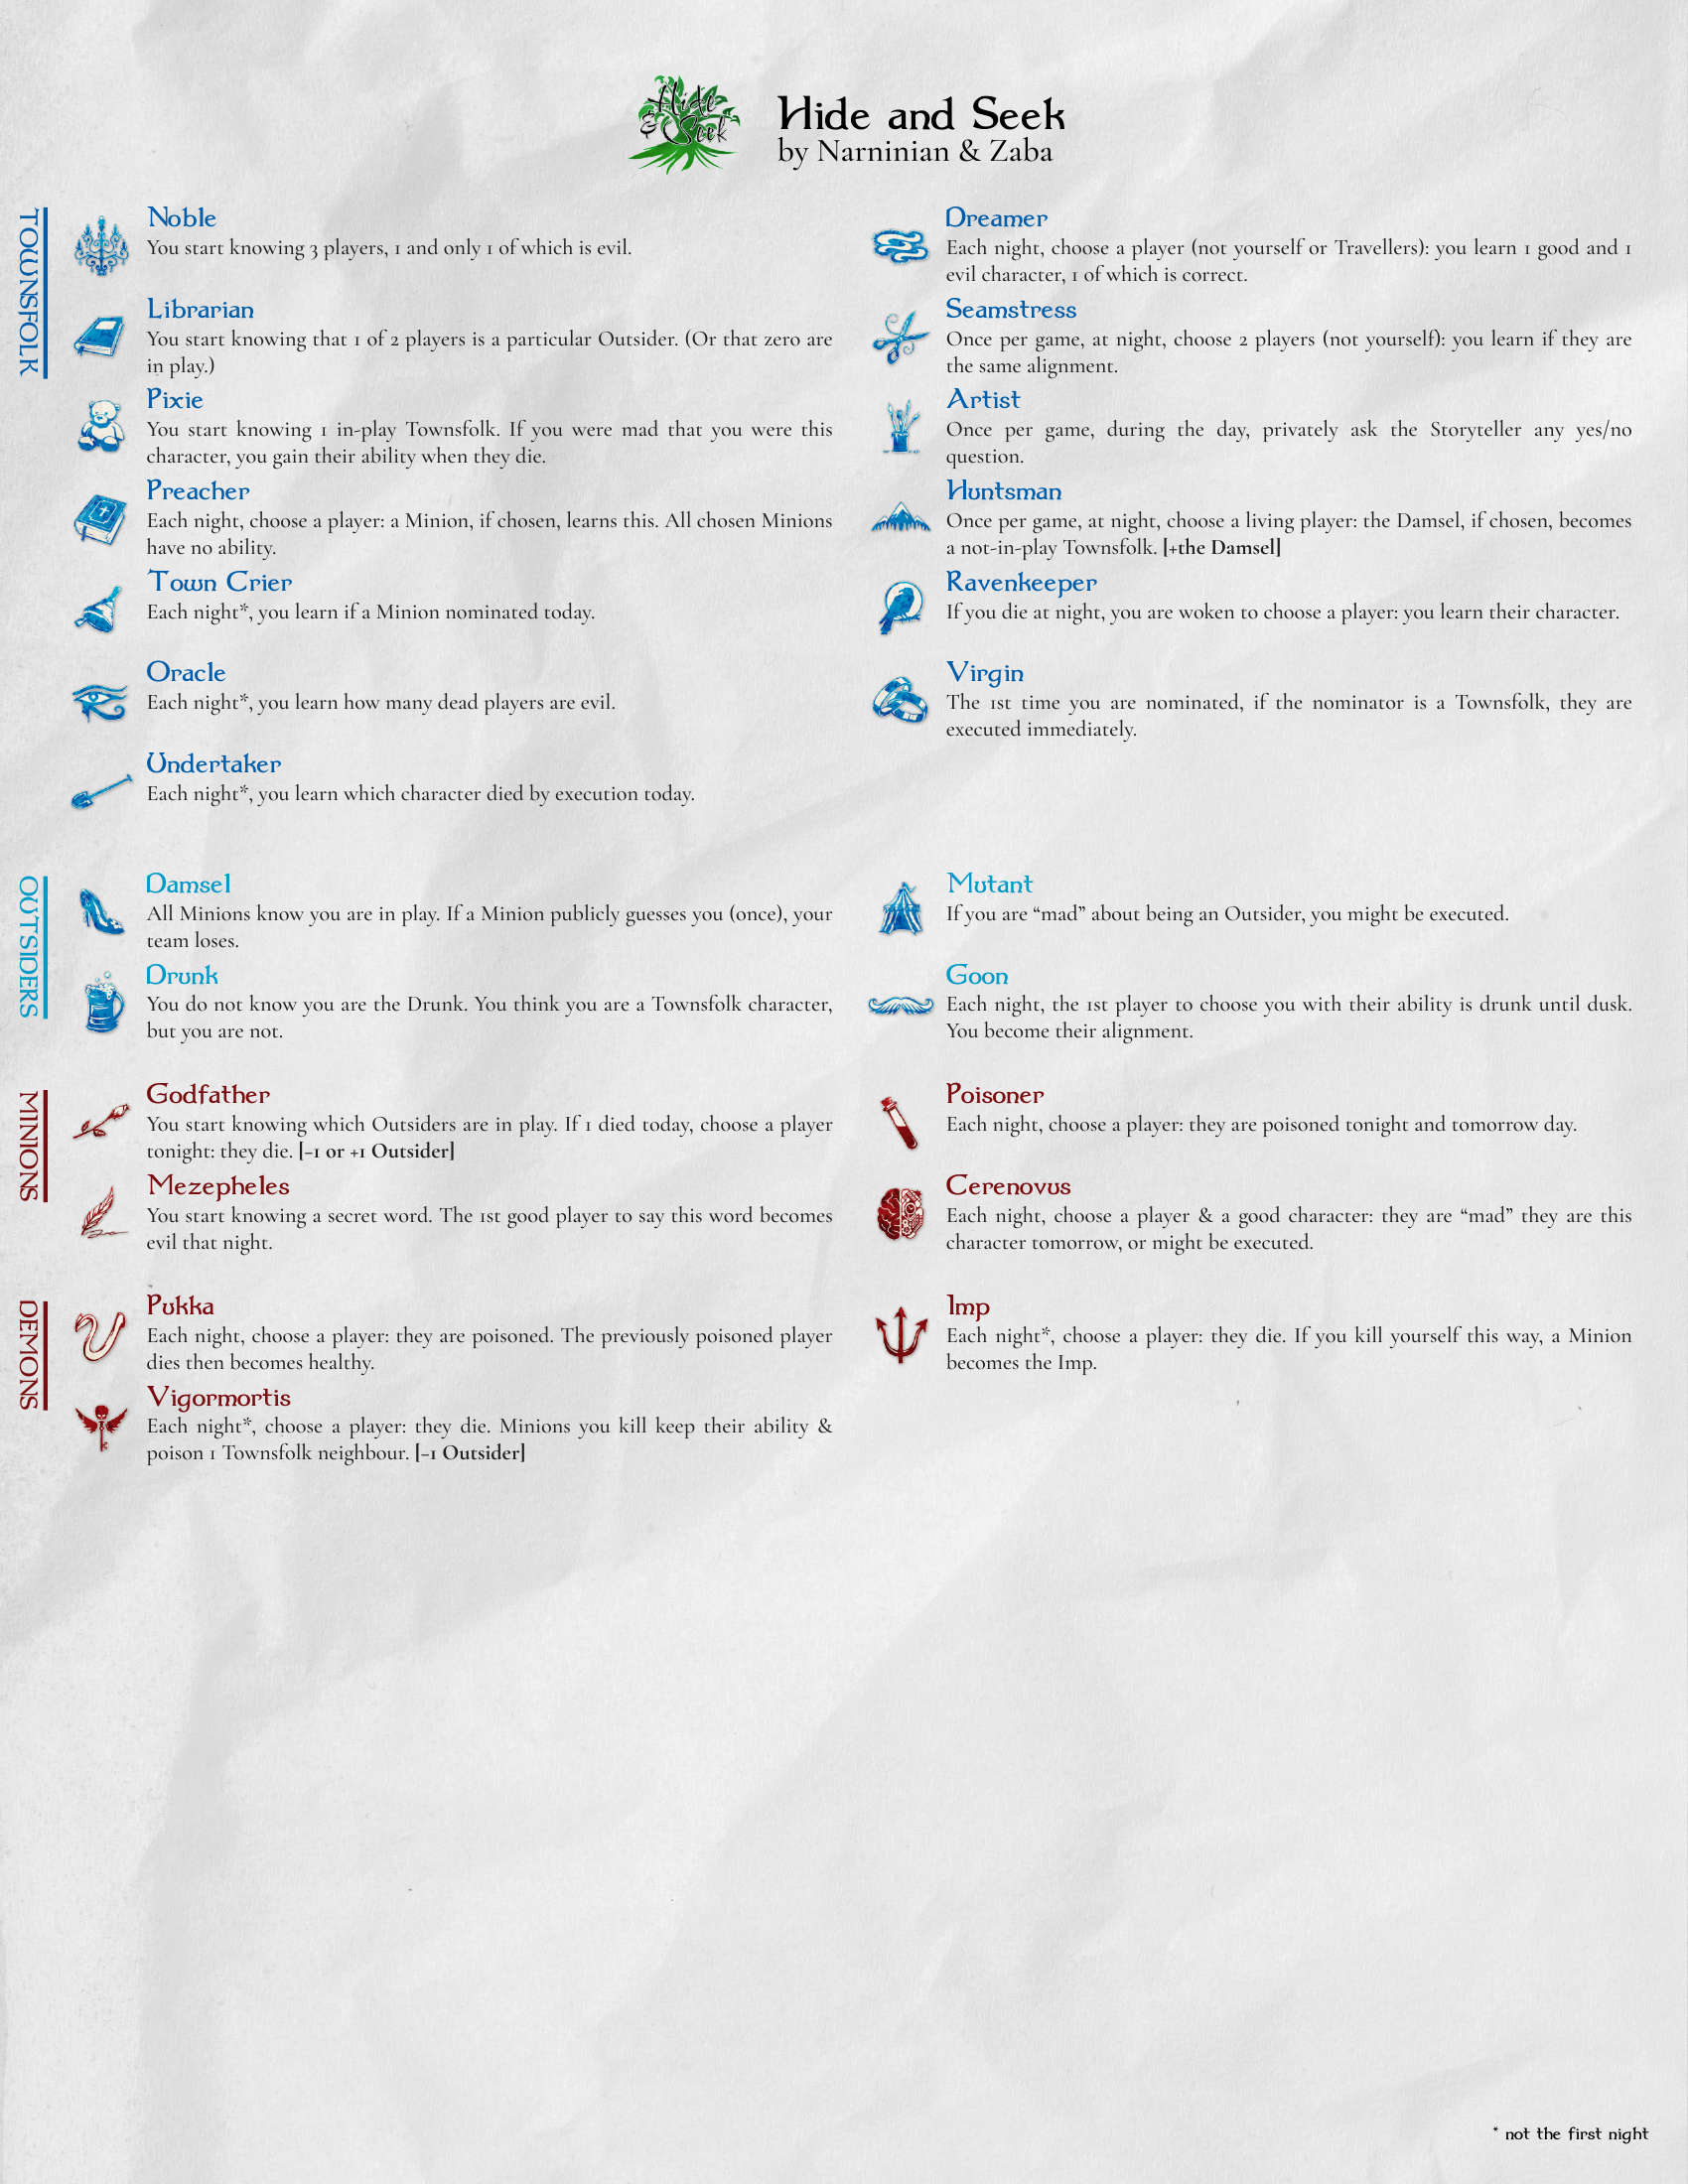 Hide
& Seek
Hide and Seek
by Narninian & Zaba
TOWNSFOLK
Noble
You start knowing 3 players, 1 and only 1 of which is evil.
Librarian
You start knowing that 1 of 2 players is a particular Outsider. (Or that zero are
in play.)
Pixie
You start knowing 1 in-play Townsfolk. If you were mad that you were this
character, you gain their ability when they die.
Preacher
Each night, choose a player: a Minion, if chosen, learns this. All chosen Minions
have no ability.
Town Crier
Each night*, you learn if a Minion nominated today.
Oracle
Each night*, you learn how many dead players are evil.
Undertaker
Each night*, you learn which character died by execution today.
Dreamer
Each night, choose a player (not yourself or Travellers): you learn 1 good and 1
evil character, 1 of which is correct.
Seamstress
Once per game, at night, choose 2 players (not yourself): you learn if they are
the same alignment.
Artist
Once per game, during the day, privately ask the Storyteller any yes/no
question.
Huntsman
Once per game, at night, choose a living player: the Damsel, if chosen, becomes
a not-in-play Townsfolk. [+the Damsel]
Ravenkeeper
If you die at night, you are woken to choose a player: you learn their character.
Virgin
The 1st time you are nominated, if the nominator is a Townsfolk, they are
executed immediately.
OUTSIDERS
Damsel
All Minions know you are in play. If a Minion publicly guesses you (once), your
team loses.
Drunk
You do not know you are the Drunk. You think you are a Townsfolk character,
but you are not.
Mutant
If you are “mad” about being an Outsider, you might be executed.
Goon
Each night, the 1st player to choose you with their ability is drunk until dusk.
You become their alignment.
MINIONS
Godfather
You start knowing which Outsiders are in play. If 1 died today, choose a player
tonight: they die. [−1 or +1 Outsider]
Mezepheles
You start knowing a secret word. The 1st good player to say this word becomes
evil that night.
Poisoner
Each night, choose a player: they are poisoned tonight and tomorrow day.
Cerenovus
Each night, choose a player & a good character: they are “mad” they are this
character tomorrow, or might be executed.
DEMONS
Pukka
Each night, choose a player: they are poisoned. The previously poisoned player
dies then becomes healthy.
Vigormortis
Each night*, choose a player: they die. Minions you kill keep their ability &
poison 1 Townsfolk neighbour. [−1 Outsider]
Imp
Each night*, choose a player: they die. If you kill yourself this way, a Minion
becomes the Imp.
* not the first night